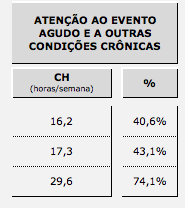 ATENÇÃO AO EVENTO
AGUDO E A OUTRAS
CONDIÇÕES CRÔNICAS
CH %
(horas/semana)
16,2 40,6%
17,3 43,1%
29,6 74,1%